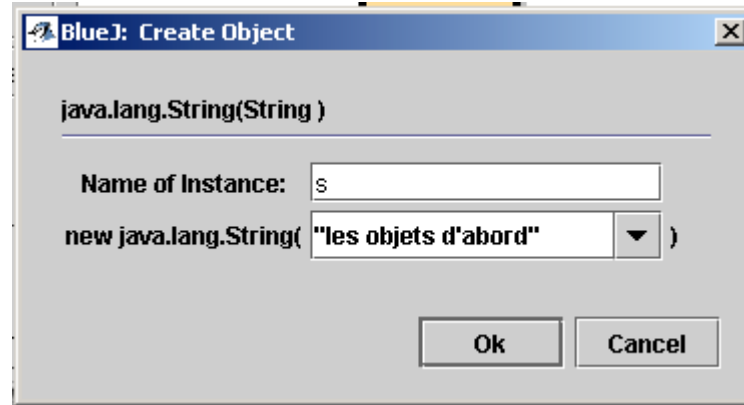 BlueJ: Create Object
java.lang.String(String )
Name of Instance: s
new java.lang.String( "les objets d'abord" )
Ok Cancel